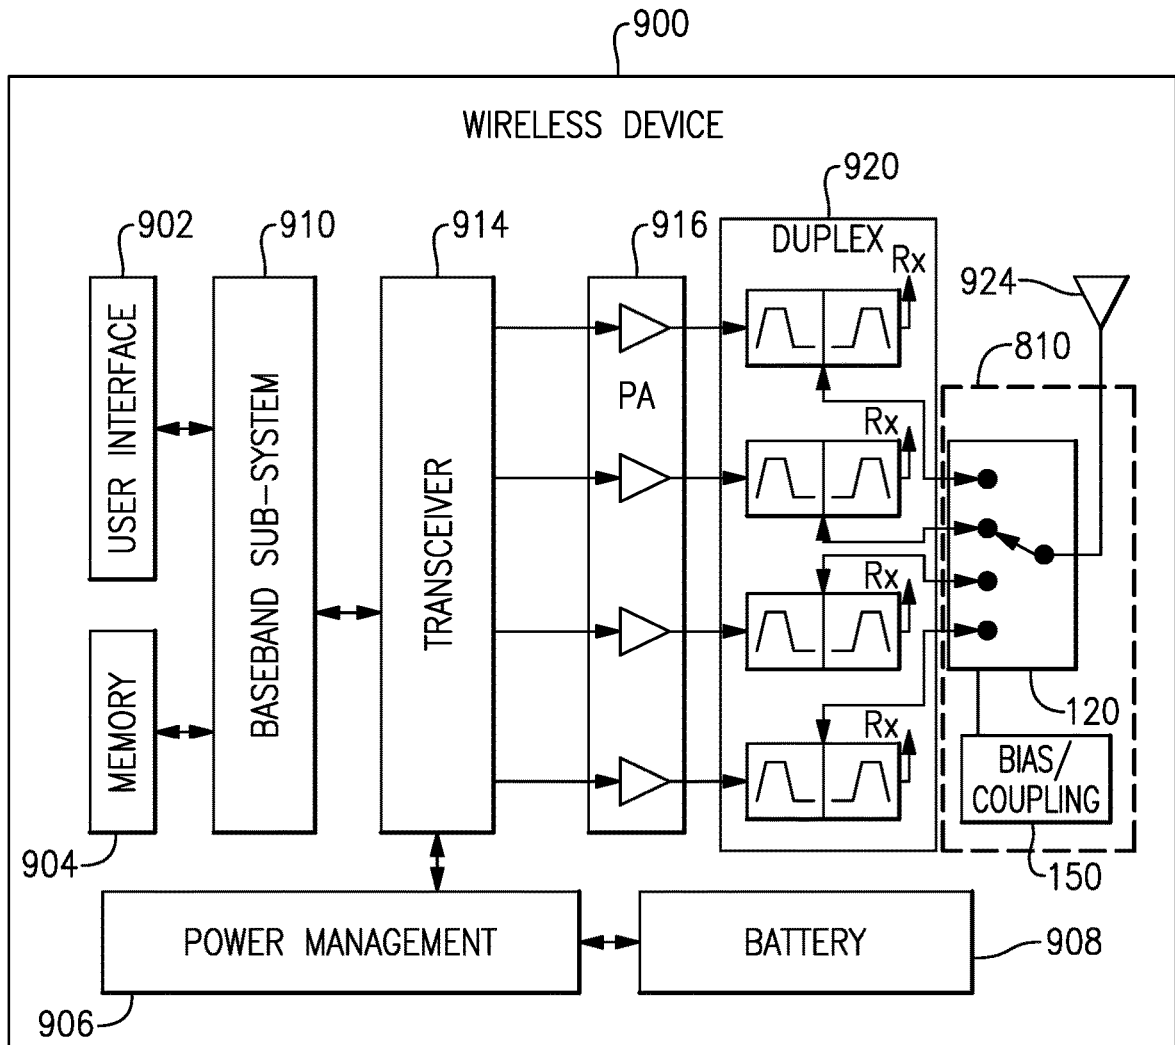 900
WIRELESS DEVICE
920
902
910
914
916
DUPLEX
Rx
924
810
USER INTERFACE
BASEBAND SUB-SYSTEM
TRANSCEIVER
PA
Rx
Rx
120
MEMORY
Rx
BIAS/
COUPLING
904
150
POWER MANAGEMENT
BATTERY
908
906